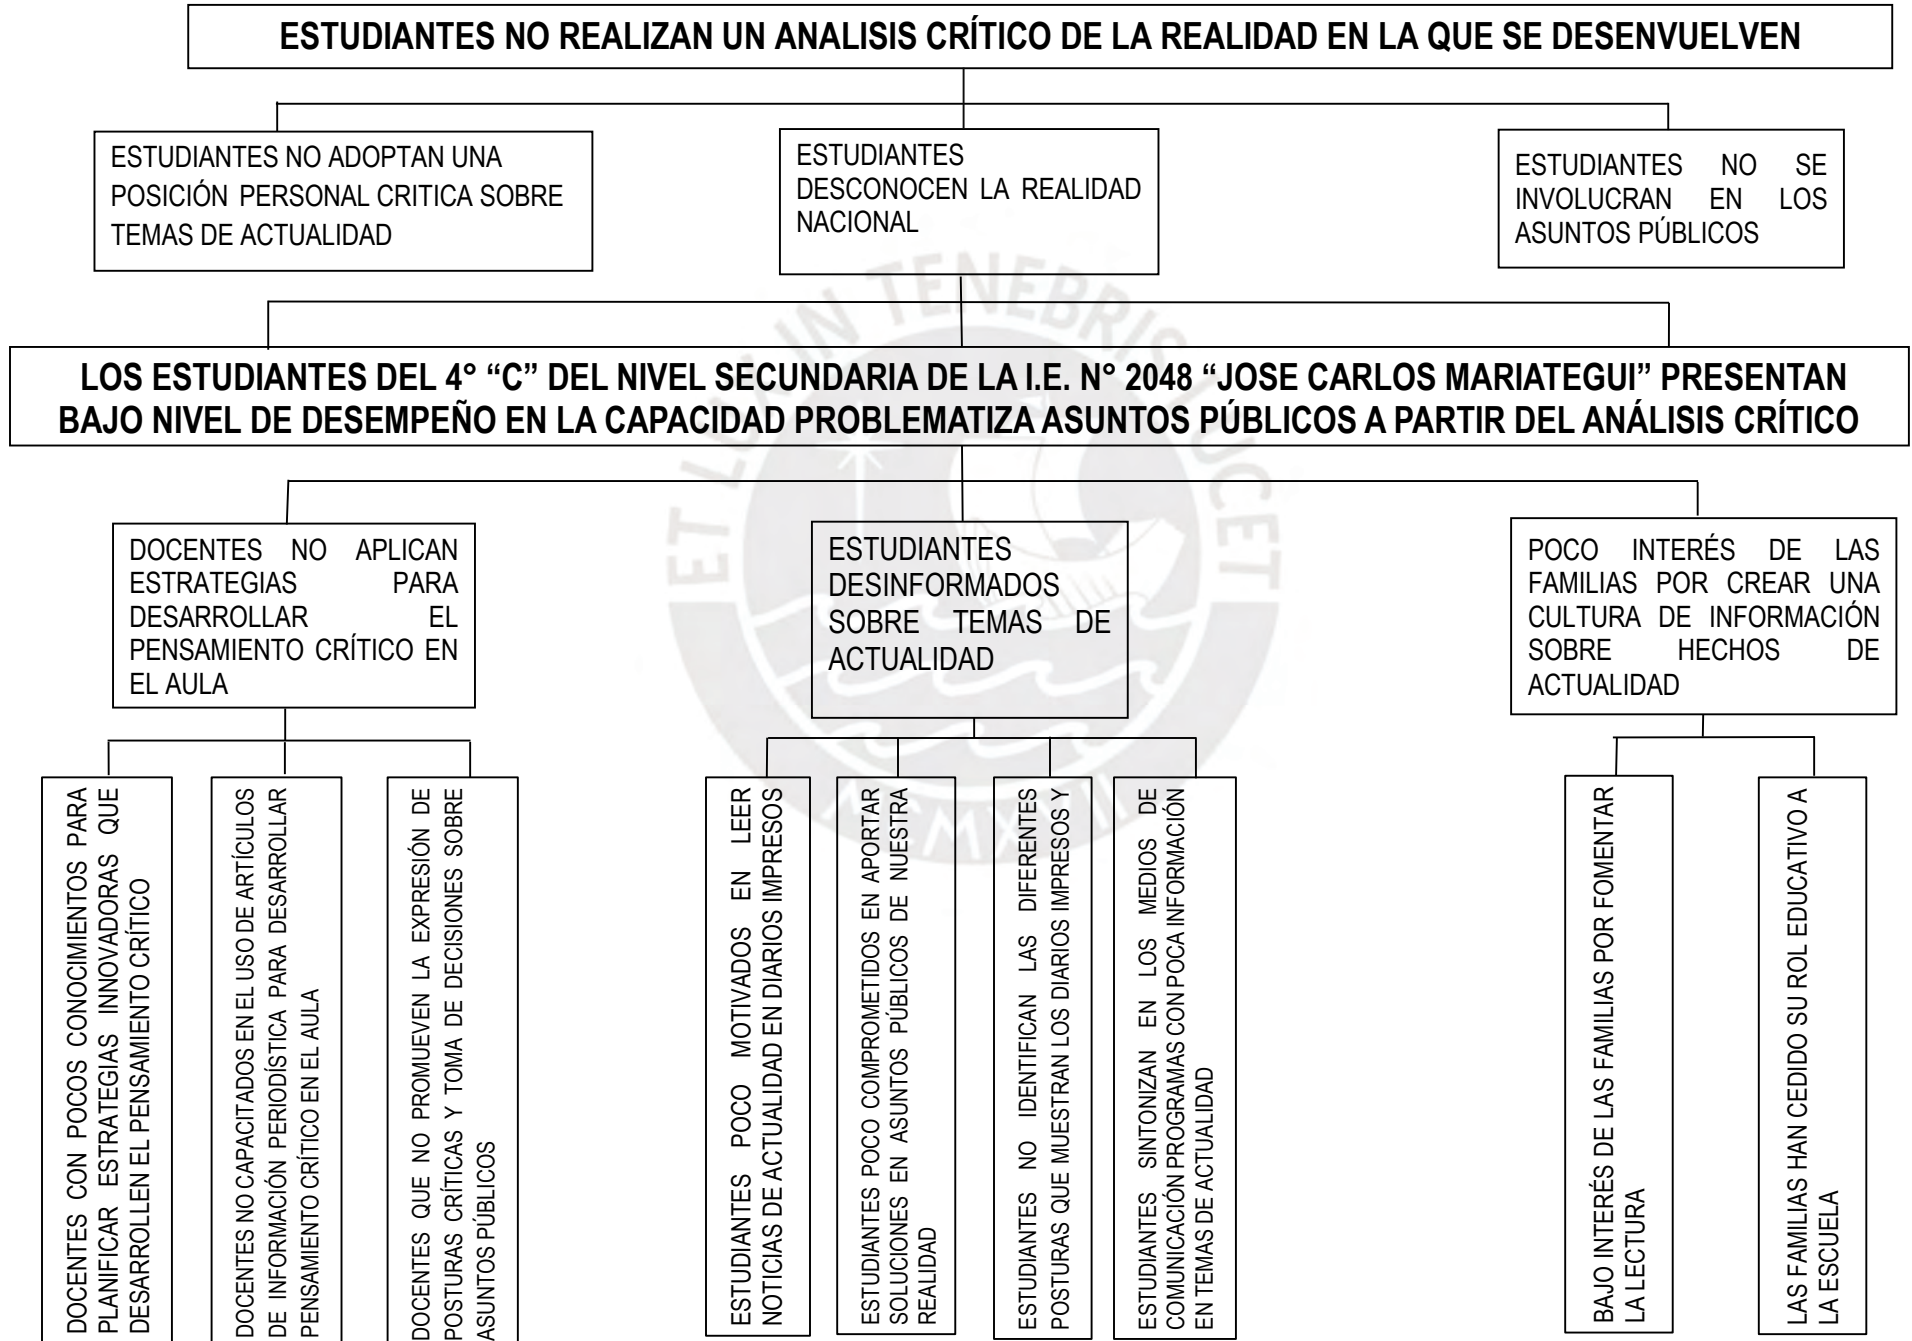 ESTUDIANTES NO REALIZAN UN ANALISIS CRÍTICO DE LA REALIDAD EN LA QUE SE DESENVUELVEN
ESTUDIANTES NO ADOPTAN UNA
POSICIÓN PERSONAL CRITICA SOBRE
TEMAS DE ACTUALIDAD
ESTUDIANTES
DESCONOCEN LA REALIDAD
NACIONAL
ESTUDIANTES NO SE
INVOLUCRAN EN LOS
ASUNTOS PÚBLICOS
LOS ESTUDIANTES DEL 4° “C” DEL NIVEL SECUNDARIA DE LA I.E. N° 2048 “JOSE CARLOS MARIATEGUI” PRESENTAN
BAJO NIVEL DE DESEMPEÑO EN LA CAPACIDAD PROBLEMATIZA ASUNTOS PÚBLICOS A PARTIR DEL ANÁLISIS CRÍTICO
DOCENTES NO APLICAN
ESTRATEGIAS PARA
DESARROLLAR EL
PENSAMIENTO CRÍTICO EN
EL AULA
ESTUDIANTES
DESINFORMADOS
SOBRE TEMAS DE
ACTUALIDAD
POCO INTERÉS DE LAS
FAMILIAS POR CREAR UNA
CULTURA DE INFORMACIÓN
SOBRE HECHOS DE
ACTUALIDAD
DOCENTES CON POCOS CONOCIMIENTOS PARA
PLANIFICAR ESTRATEGIAS INNOVADORAS QUE
DESARROLLEN EL PENSAMIENTO CRÍTICO
DOCENTES NO CAPACITADOS EN EL USO DE ARTÍCULOS
DE INFORMACIÓN PERIODÍSTICA PARA DESARROLLAR
PENSAMIENTO CRÍTICO EN EL AULA
DOCENTES QUE NO PROMUEVEN LA EXPRESIÓN DE
POSTURAS CRÍTICAS Y TOMA DE DECISIONES SOBRE
ASUNTOS PÚBLICOS
ESTUDIANTES POCO MOTIVADOS EN LEER
NOTICIAS DE ACTUALIDAD EN DIARIOS IMPRESOS
ESTUDIANTES POCO COMPROMETIDOS EN APORTAR
SOLUCIONES EN ASUNTOS PÚBLICOS DE NUESTRA
REALIDAD
ESTUDIANTES NO IDENTIFICAN LAS DIFERENTES
POSTURAS QUE MUESTRAN LOS DIARIOS IMPRESOS Y
ESTUDIANTES SINTONIZAN EN LOS MEDIOS DE
COMUNICACIÓN PROGRAMAS CON POCA INFORMACIÓN
EN TEMAS DE ACTUALIDAD
BAJO INTERÉS DE LAS FAMILIAS POR FOMENTAR
LA LECTURA
LAS FAMILIAS HAN CEDIDO SU ROL EDUCATIVO A
LA ESCUELA
ET LUX IN TENEBRIS LUCET
MCMXVII